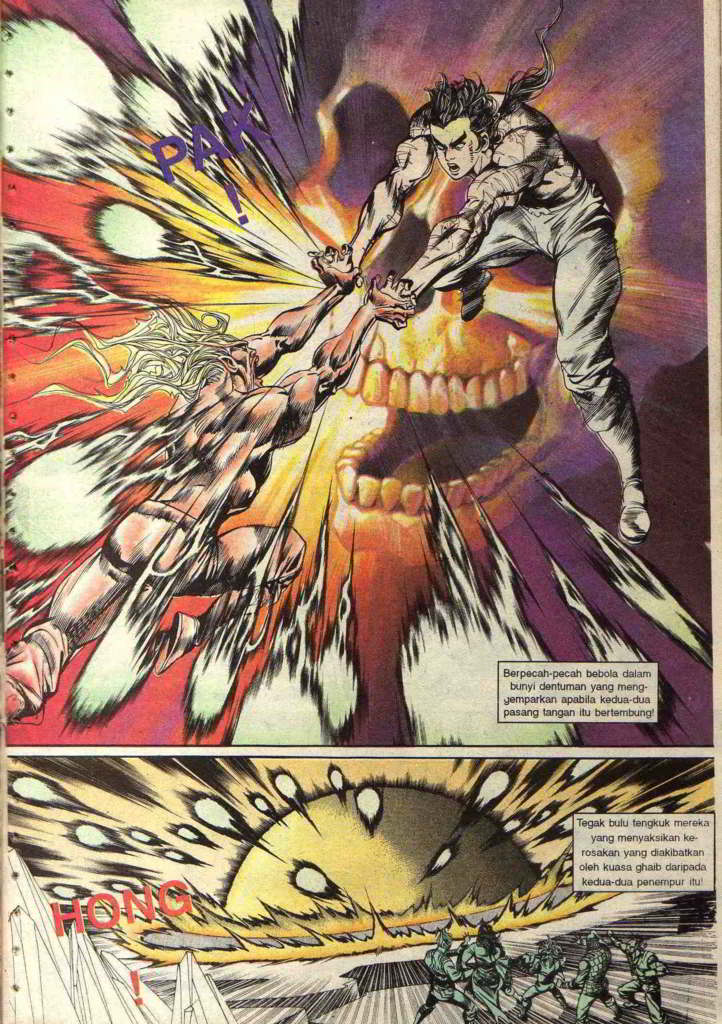 PAK
!
Berpecah-pecah bebola dalam
bunyi dentuman yang meng-
gemparkan apabila kedua-dua
pasang tangan itu bertembung!
Tegak bulu tengkuk mereka
yang menyaksikan ke-
rosakan yang diakibatkan
oleh kuasa ghaib daripada
kedua-dua penempur itu!
HONG
!